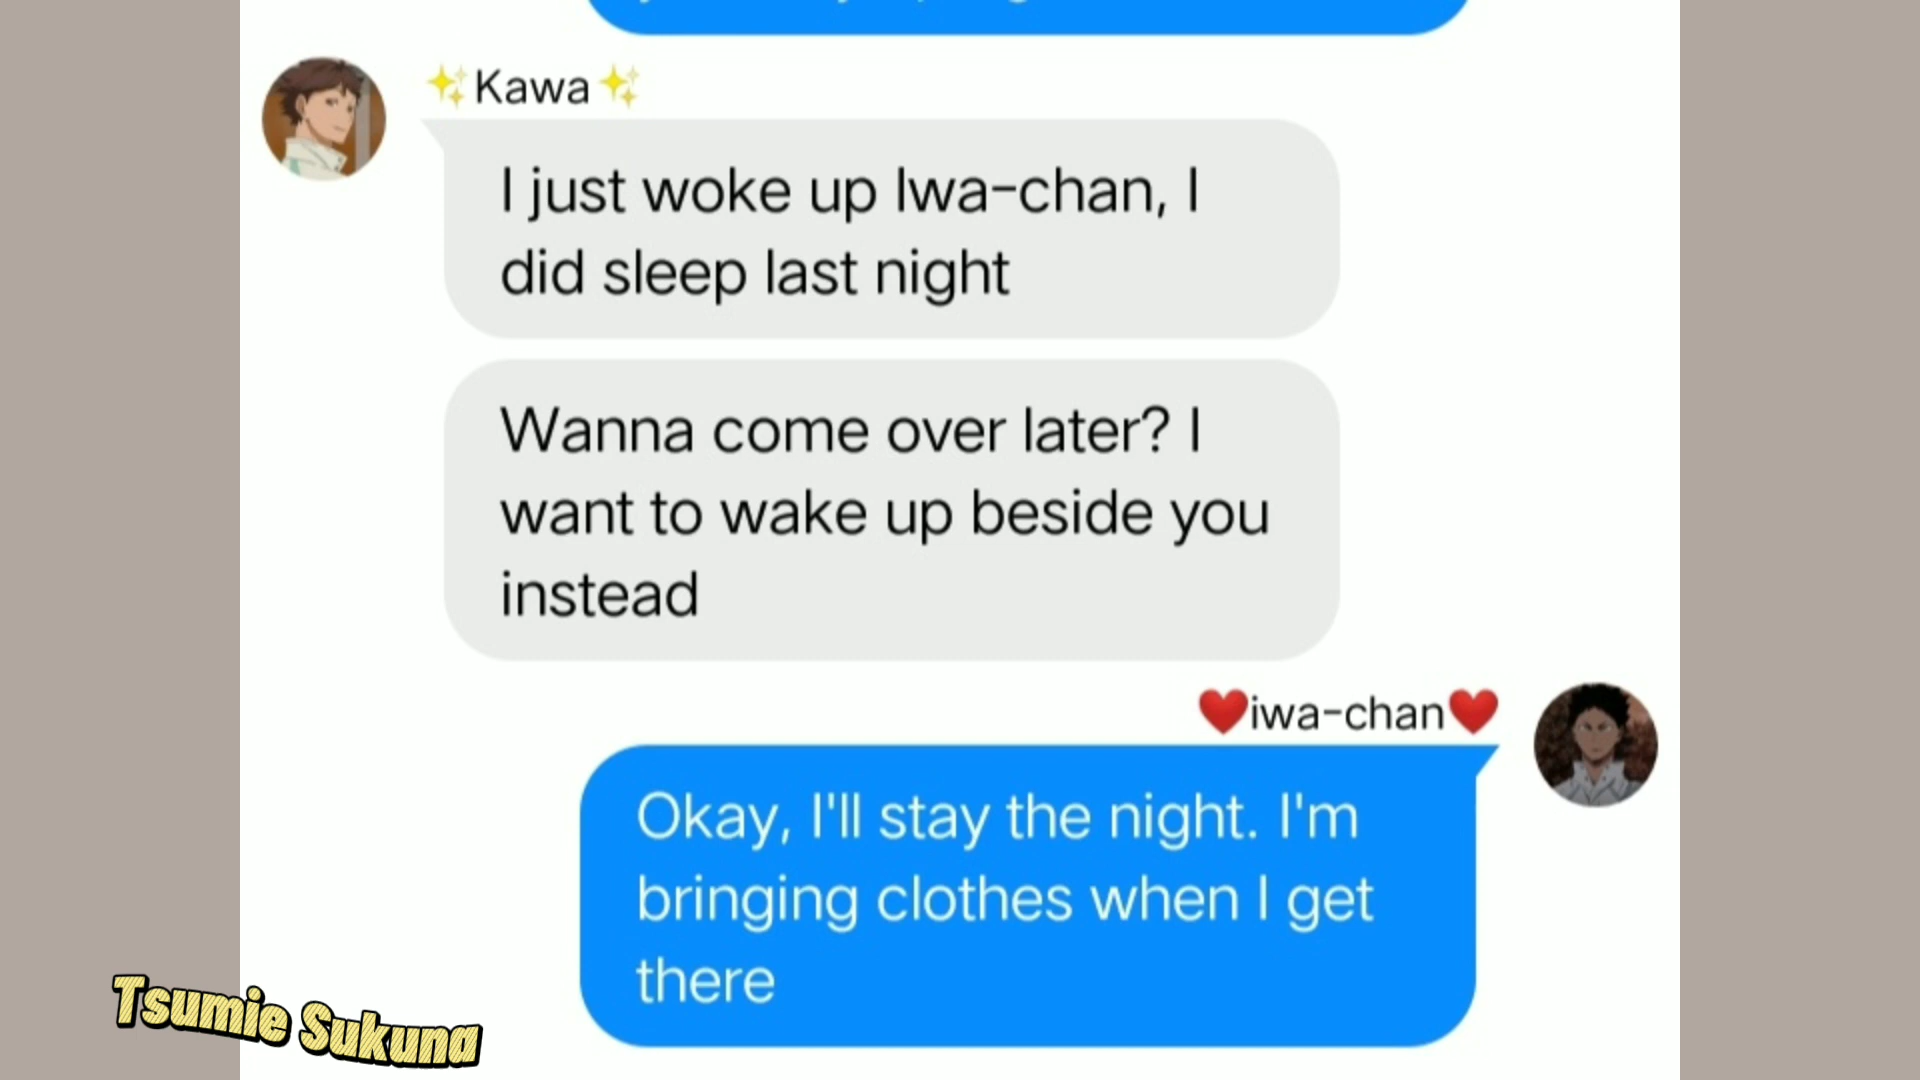 ✨Kawa✨
I just woke up Iwa-chan, I
did sleep last night
Wanna come over later? I
want to wake up beside you
instead
❤️iwa-chan❤️
Okay, I'll stay the night. I'm
bringing clothes when I get
there
Tsumie Sukuna